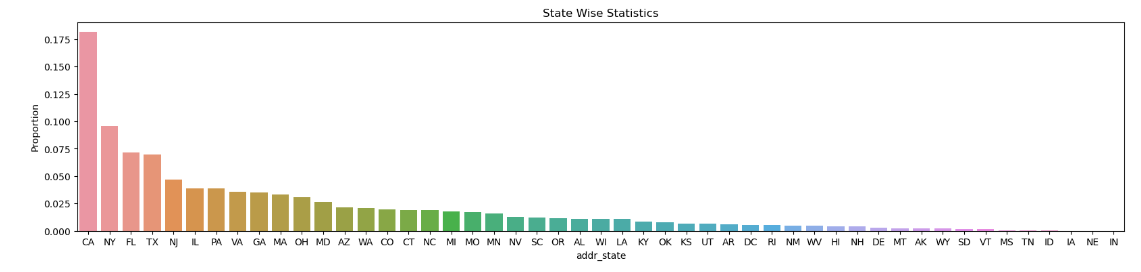 State Wise Statistics
0.175
0.150
0.125
0.100
0.075
0.050
0.025
0.000
Proportion
CA NY FL TX NJ IL PA VA GA MA OH MD AZ WA CO CT NC MI MO MN NV SC OR AL WI LA KY OK KS UT AR DC RI NM WV HI NH DE MT AK WY SD VT MS TN ID IA NE IN
addr_state